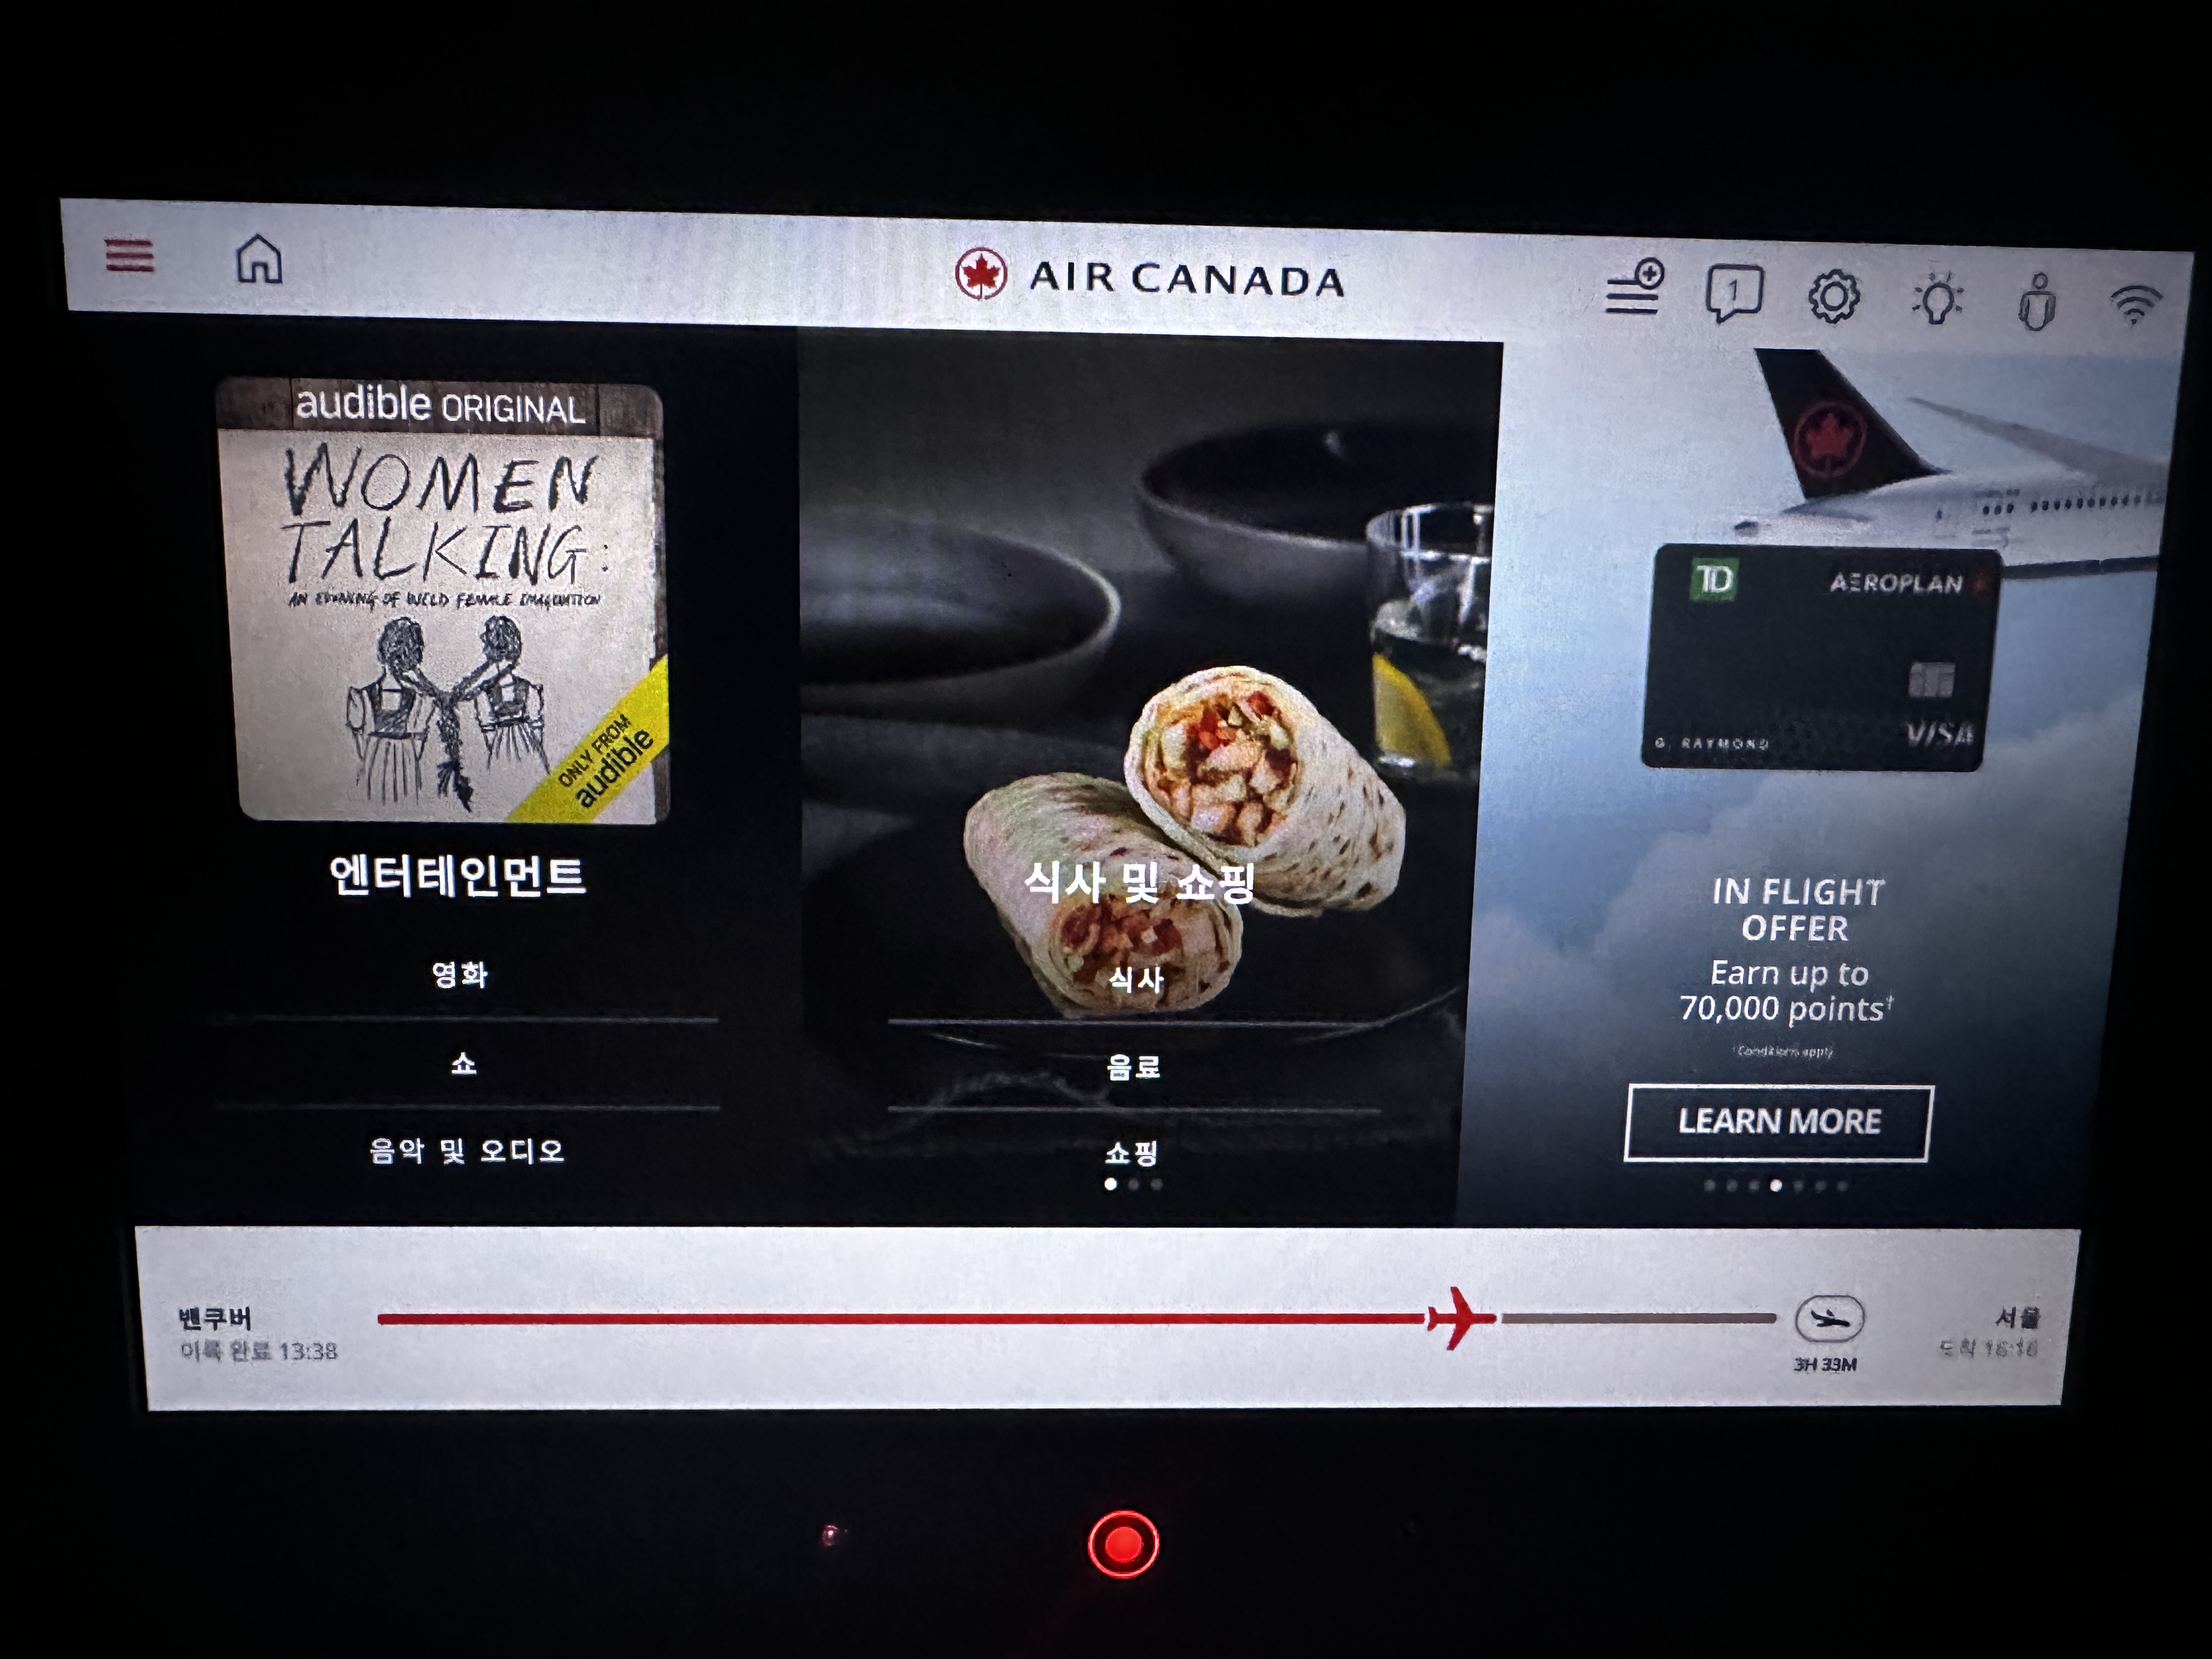 AIR CANADA
1
audible ORIGINAL
WOMEN
TALKING:
AN EVENING OF WILD FEMALE IMAGINATION
ONLY FROM
audible
엔터테인먼트
영화
쇼
음악 및 오디오
식사 및 쇼핑
식사
음료
쇼핑
TD
AEROPLAN
G. RAYMOND
VISA
IN FLIGHT
OFFER
Earn up to
70,000 points†
†Conditions apply
LEARN MORE
벤쿠버
이륙 완료 13:38
3H 33M
서울
도착